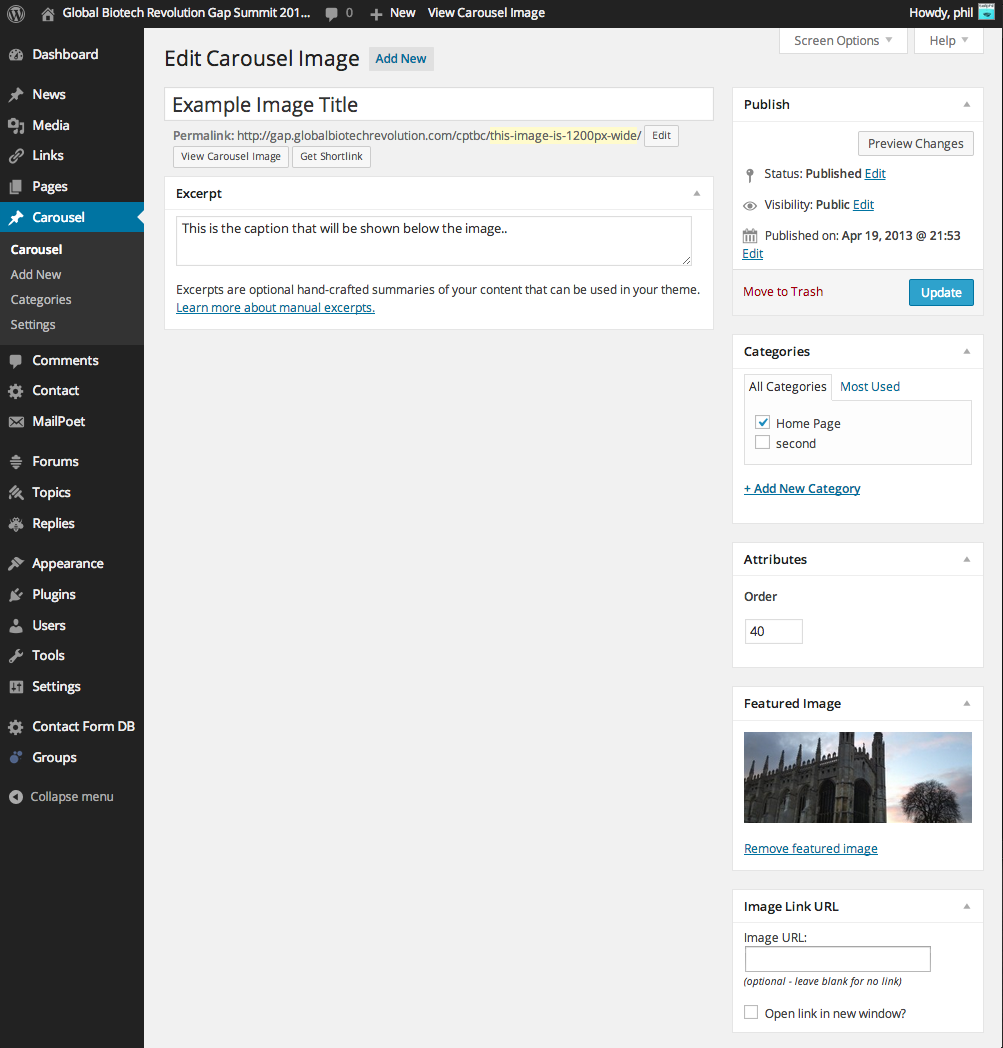 Global Biotech Revolution Gap Summit 201... 0 New View Carousel Image Howdy, phil
Screen Options Help
Dashboard
News
Media
Links
Pages
Carousel
Carousel
Add New
Categories
Settings
Comments
Contact
MailPoet
Forums
Topics
Replies
Appearance
Plugins
Users
Tools
Settings
Contact Form DB
Groups
Collapse menu
Edit Carousel Image Add New
Example Image Title
Permalink: http://gap.globalbiotechrevolution.com/cptbc/this-image-is-1200px-wide/ Edit
View Carousel Image Get Shortlink
Excerpt
This is the caption that will be shown below the image..
Excerpts are optional hand-crafted summaries of your content that can be used in your theme.
Learn more about manual excerpts.
Publish
Preview Changes
Status: Published Edit
Visibility: Public Edit
Published on: Apr 19, 2013 @ 21:53
Edit
Move to Trash Update
Categories
All Categories Most Used
Home Page
second
+ Add New Category
Attributes
Order
40
Featured Image
Remove featured image
Image Link URL
Image URL:
(optional - leave blank for no link)
Open link in new window?